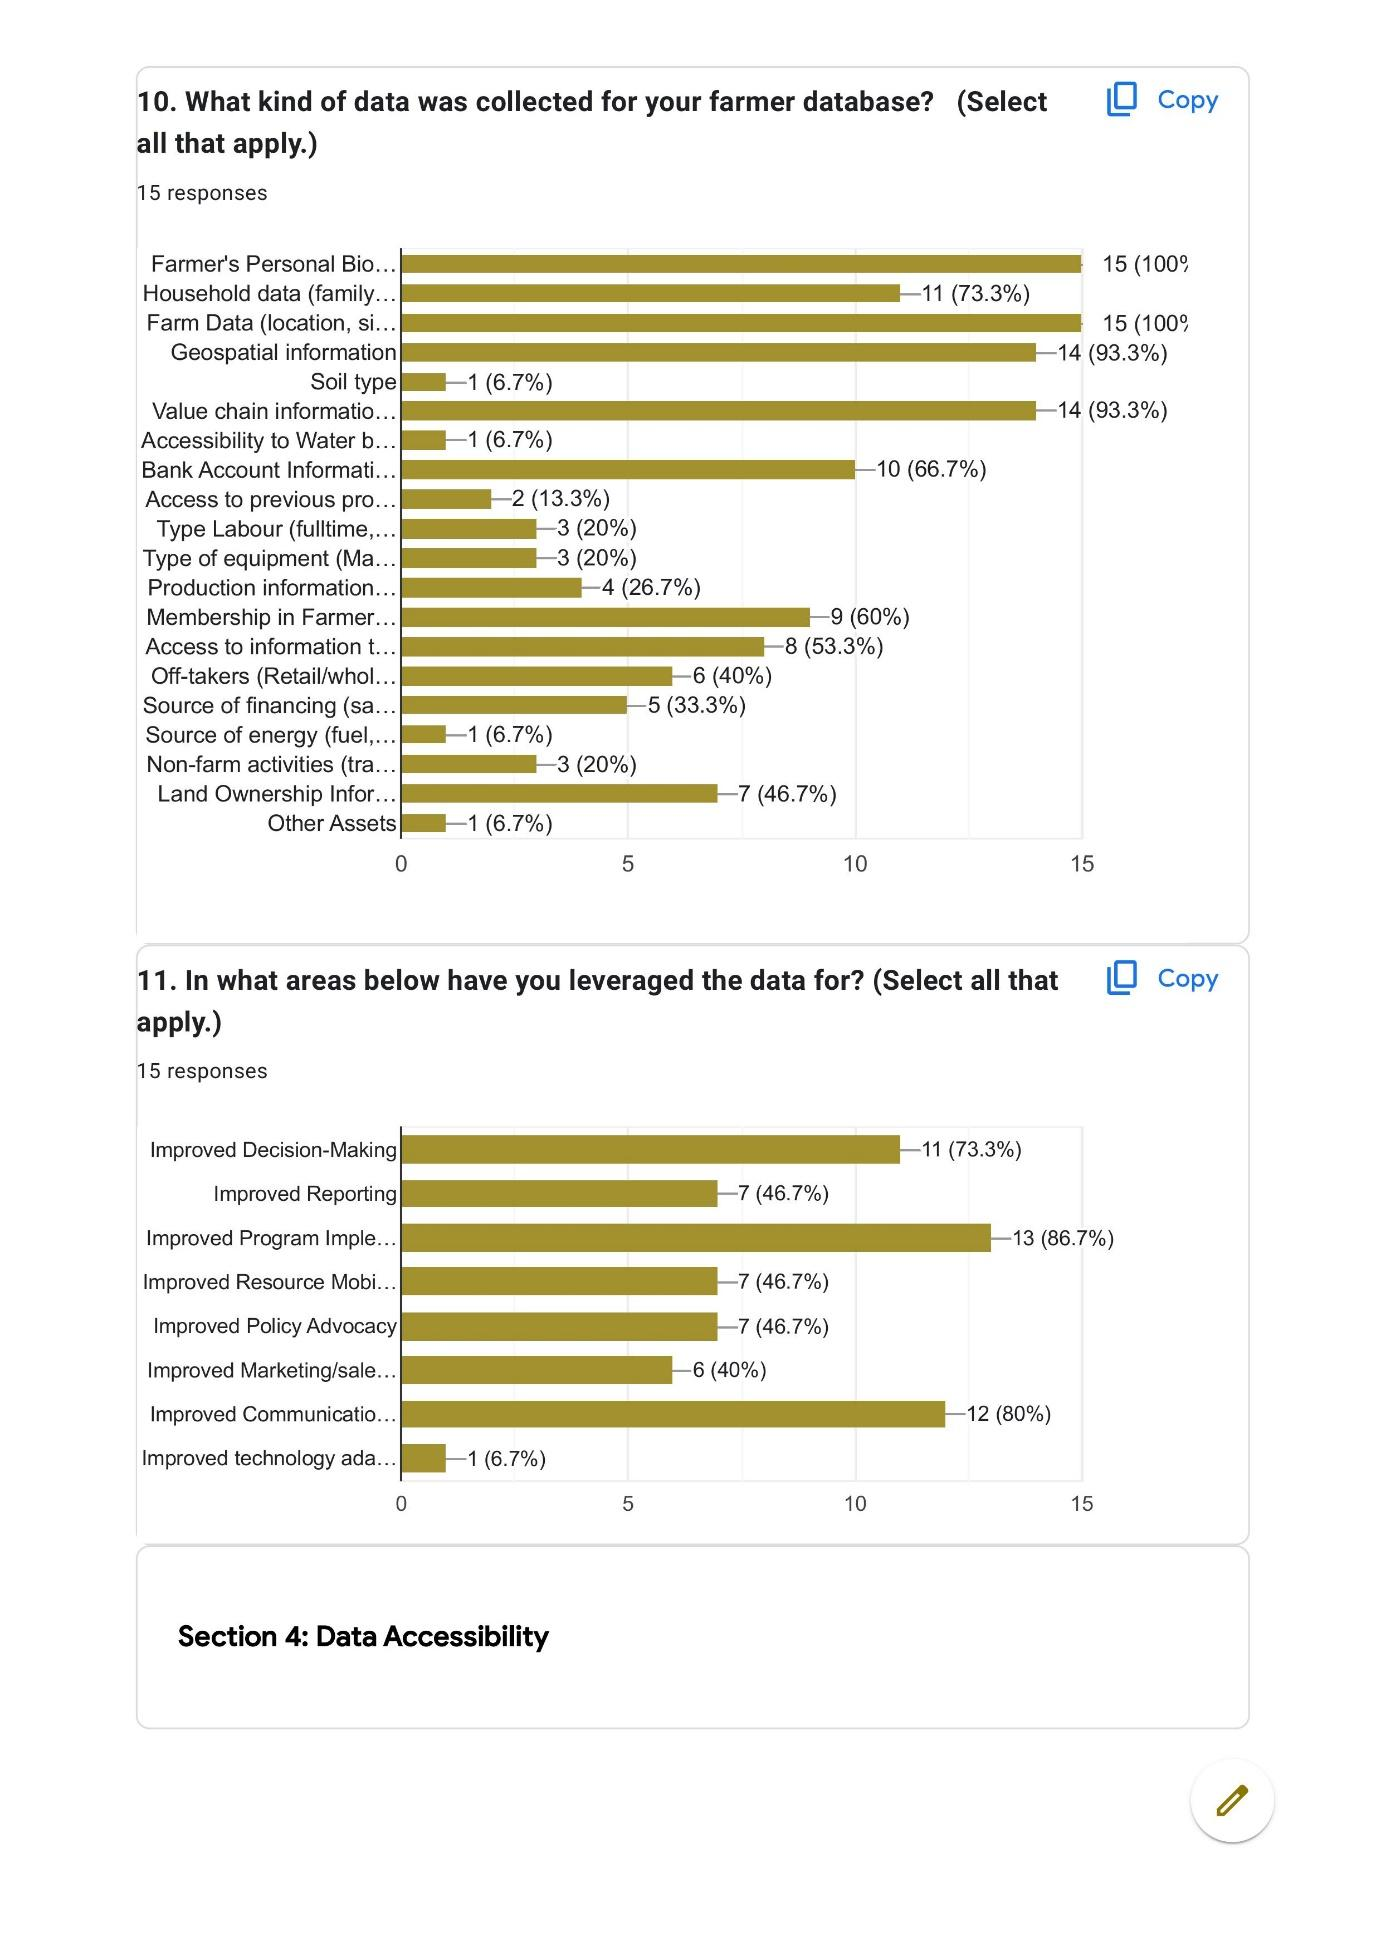 10. What kind of data was collected for your farmer database?   (Select
all that apply.)
Copy
15 responses
Farmer's Personal Bio… 15 (100%
Household data (family… 11 (73.3%)
Farm Data (location, si… 15 (100%
Geospatial information 14 (93.3%)
Soil type 1 (6.7%)
Value chain informatio… 14 (93.3%)
Accessibility to Water b… 1 (6.7%)
Bank Account Informati… 10 (66.7%)
Access to previous pro… 2 (13.3%)
Type Labour (fulltime,… 3 (20%)
Type of equipment (Ma… 3 (20%)
Production information… 4 (26.7%)
Membership in Farmer… 9 (60%)
Access to information t… 8 (53.3%)
Off-takers (Retail/whol… 6 (40%)
Source of financing (sa… 5 (33.3%)
Source of energy (fuel,… 1 (6.7%)
Non-farm activities (tra… 3 (20%)
Land Ownership Infor… 7 (46.7%)
Other Assets 1 (6.7%)
0 5 10 15
11. In what areas below have you leveraged the data for? (Select all that
apply.)
Copy
15 responses
Improved Decision-Making 11 (73.3%)
Improved Reporting 7 (46.7%)
Improved Program Imple… 13 (86.7%)
Improved Resource Mobi… 7 (46.7%)
Improved Policy Advocacy 7 (46.7%)
Improved Marketing/sale… 6 (40%)
Improved Communicatio… 12 (80%)
Improved technology ada… 1 (6.7%)
0 5 10 15
Section 4: Data Accessibility